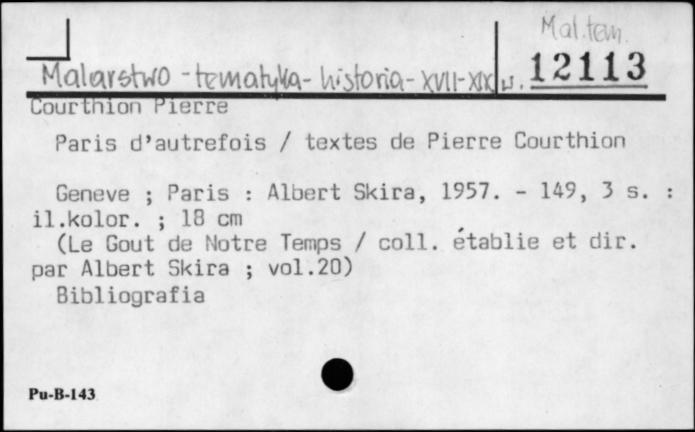 Mal.tem.
Malarstwo - tematyka - historia - XVII-XIX w. 12113
Courthion Pierre
Paris d'autrefois / textes de Pierre Courthion
Geneve ; Paris : Albert Skira, 1957. - 149, 3 s. :
il.kolor. ; 18 cm
(Le Gout de Notre Temps / coll. établie et dir.
par Albert Skira ; vol.20)
Bibliografia
Pu-B-143